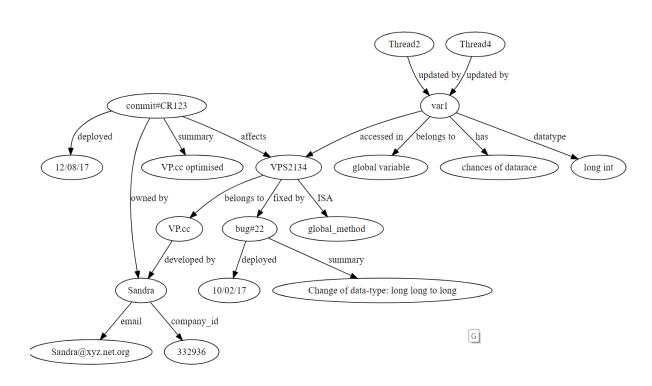 Thread2 Thread4
updated by updated by
commit#CR123 var1
deployed summary affects accessed in belongs to has datatype
12/08/17 VP.cc optimised VPS2134 global variable chances of datarace long int
owned by belongs to fixed by ISA
VP.cc bug#22 global_method
developed by deployed summary
Sandra 10/02/17 Change of data-type: long long to long
email company_id
G
Sandra@xyz.net.org 332936